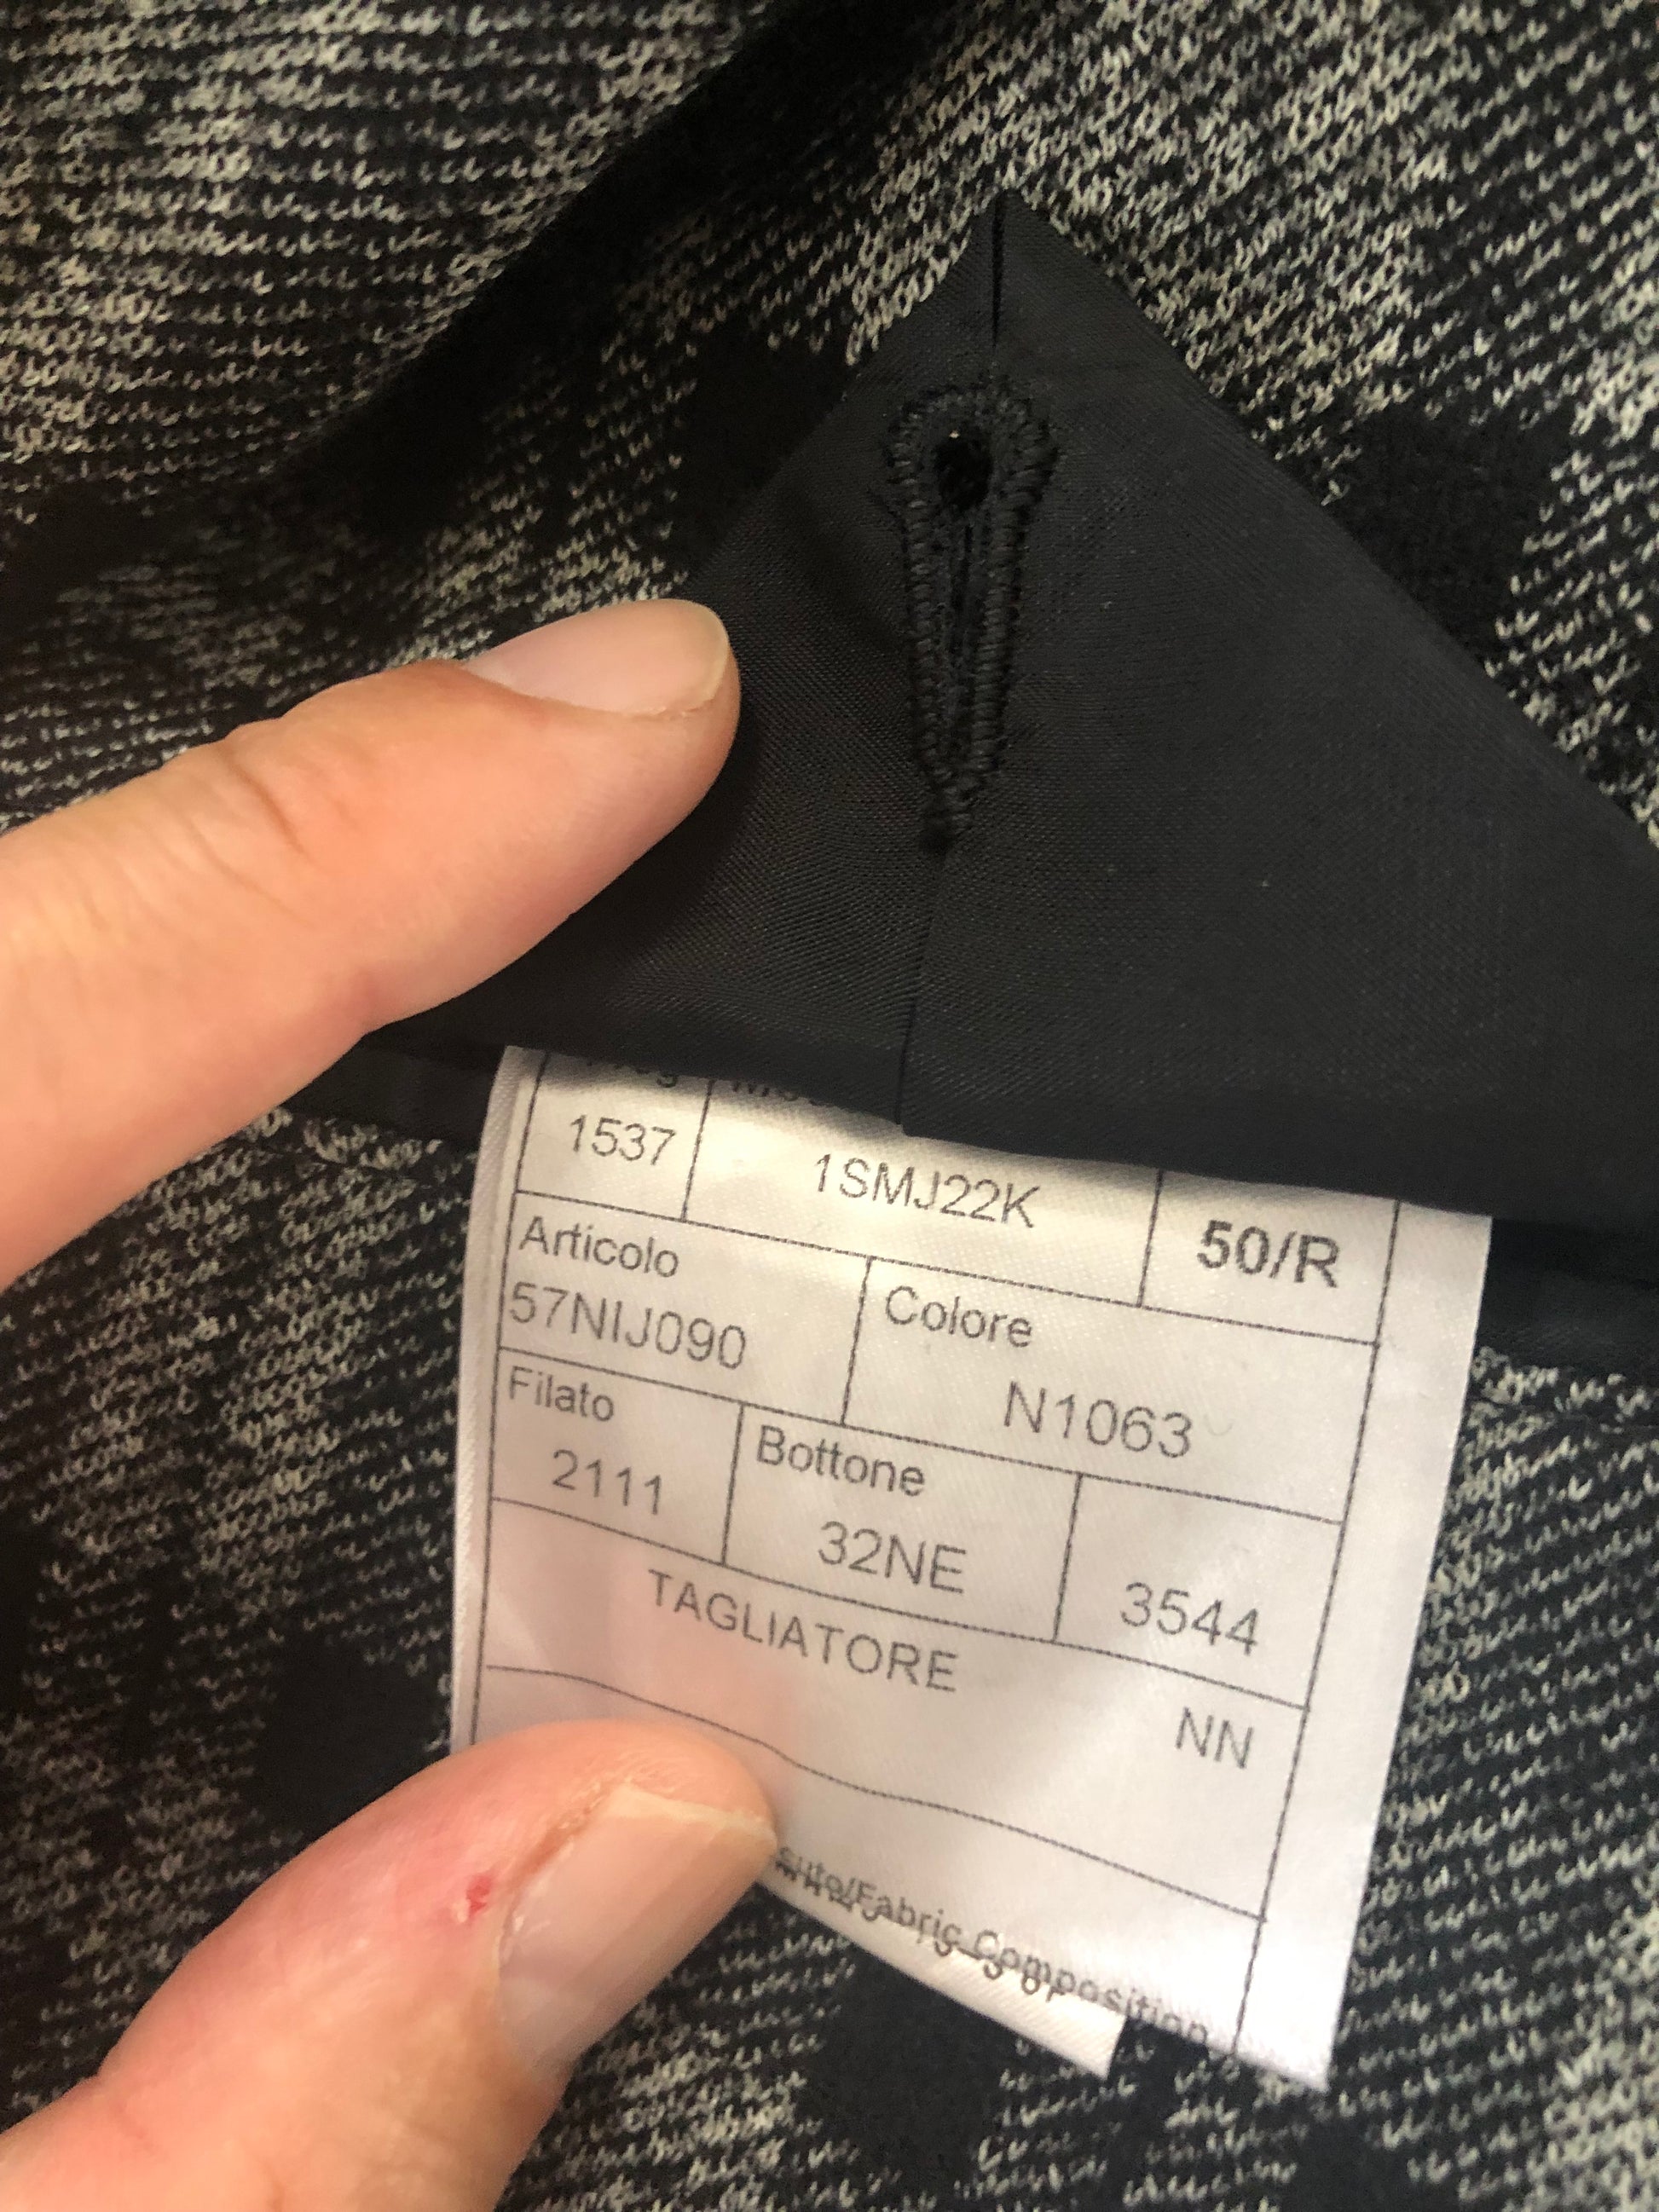 1537
1SMJ22K
50/R
Articolo
57NIJ090
Colore
N1063
Filato
2111
Bottone
32NE
3544
TAGLIATORE
NN
Fabric Composition